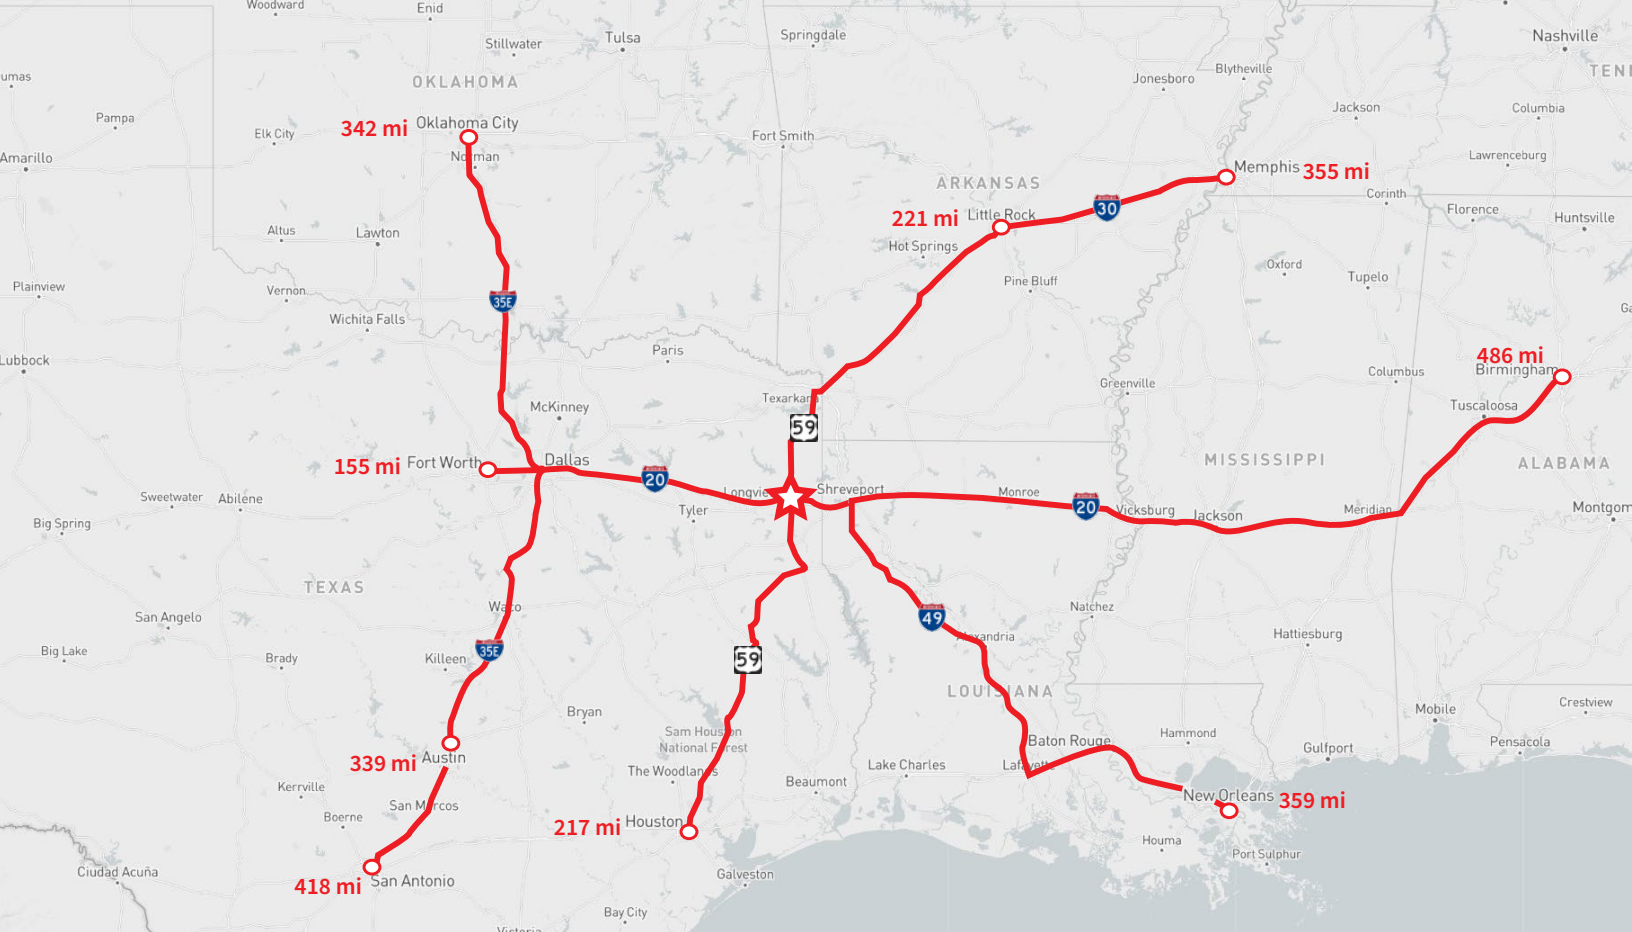 Woodward
Enid
Stillwater
Tulsa
Springdale
Nashville
OKLAHOMA
Blytheville
Jonesboro
TENN
umas
Pampa
Jackson
Columbia
342 mi
Oklahoma City
Elk City
Fort Smith
Amarillo
Norman
Lawrenceburg
Memphis
355 mi
ARKANSAS
Corinth
30
Florence
Huntsville
221 mi
Little Rock
Altus
Lawton
Hot Springs
Oxford
Tupelo
Plainview
Vernon
Pine Bluff
35E
Wichita Falls
Lubbock
Paris
486 mi
Birmingham
Columbus
Greenville
Texarkana
McKinney
Tuscaloosa
59
155 mi
Fort Worth
Dallas
MISSISSIPPI
ALABAMA
20
Longview
Shreveport
Monroe
Sweetwater
Abilene
Tyler
20
Vicksburg
Jackson
Meridian
Montgom
Big Spring
TEXAS
Waco
Natchez
San Angelo
49
Alexandria
Hattiesburg
Big Lake
Brady
Killeen
35E
59
LOUISIANA
Crestview
Bryan
Mobile
Sam Houston
National Forest
Baton Rouge
Hammond
Gulfport
Pensacola
339 mi
Austin
The Woodlands
Beaumont
Lake Charles
Lafayette
Kerrville
San Marcos
New Orleans
359 mi
Boerne
217 mi
Houston
Houma
Port Sulphur
Ciudad Acuña
418 mi
San Antonio
Galveston
Bay City
Victoria